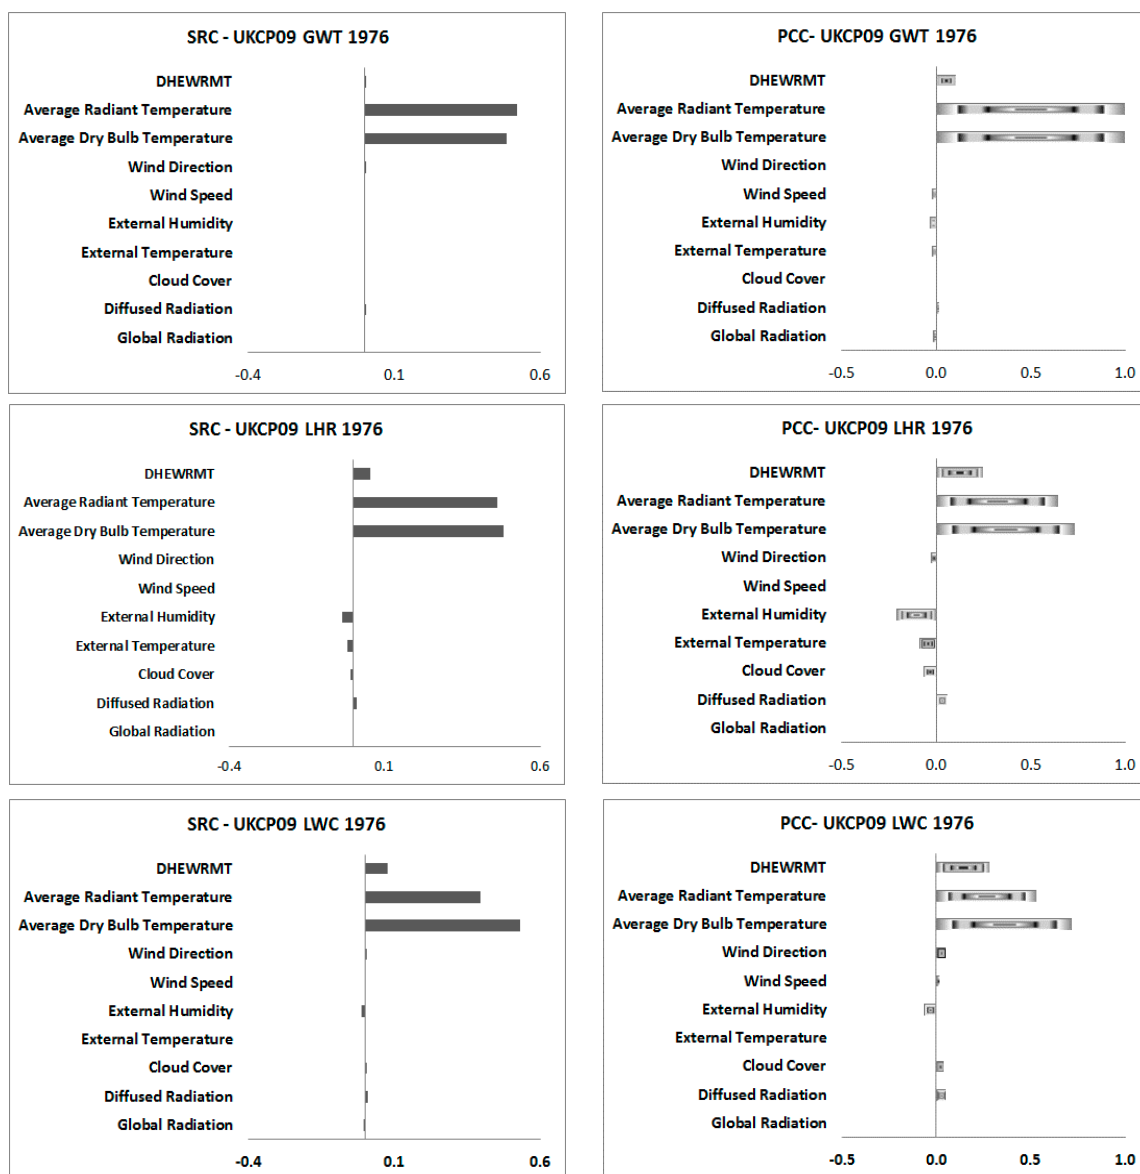 SRC - UKCP09 GWT 1976
DHEWRMT
Average Radiant Temperature
Average Dry Bulb Temperature
Wind Direction
Wind Speed
External Humidity
External Temperature
Cloud Cover
Diffused Radiation
Global Radiation
-0.4 0.1 0.6
PCC- UKCP09 GWT 1976
DHEWRMT
Average Radiant Temperature
Average Dry Bulb Temperature
Wind Direction
Wind Speed
External Humidity
External Temperature
Cloud Cover
Diffused Radiation
Global Radiation
-0.5 0.0 0.5 1.0
SRC - UKCP09 LHR 1976
DHEWRMT
Average Radiant Temperature
Average Dry Bulb Temperature
Wind Direction
Wind Speed
External Humidity
External Temperature
Cloud Cover
Diffused Radiation
Global Radiation
-0.4 0.1 0.6
PCC- UKCP09 LHR 1976
DHEWRMT
Average Radiant Temperature
Average Dry Bulb Temperature
Wind Direction
Wind Speed
External Humidity
External Temperature
Cloud Cover
Diffused Radiation
Global Radiation
-0.5 0.0 0.5 1.0
SRC - UKCP09 LWC 1976
DHEWRMT
Average Radiant Temperature
Average Dry Bulb Temperature
Wind Direction
Wind Speed
External Humidity
External Temperature
Cloud Cover
Diffused Radiation
Global Radiation
-0.4 0.1 0.6
PCC- UKCP09 LWC 1976
DHEWRMT
Average Radiant Temperature
Average Dry Bulb Temperature
Wind Direction
Wind Speed
External Humidity
External Temperature
Cloud Cover
Diffused Radiation
Global Radiation
-0.5 0.0 0.5 1.0